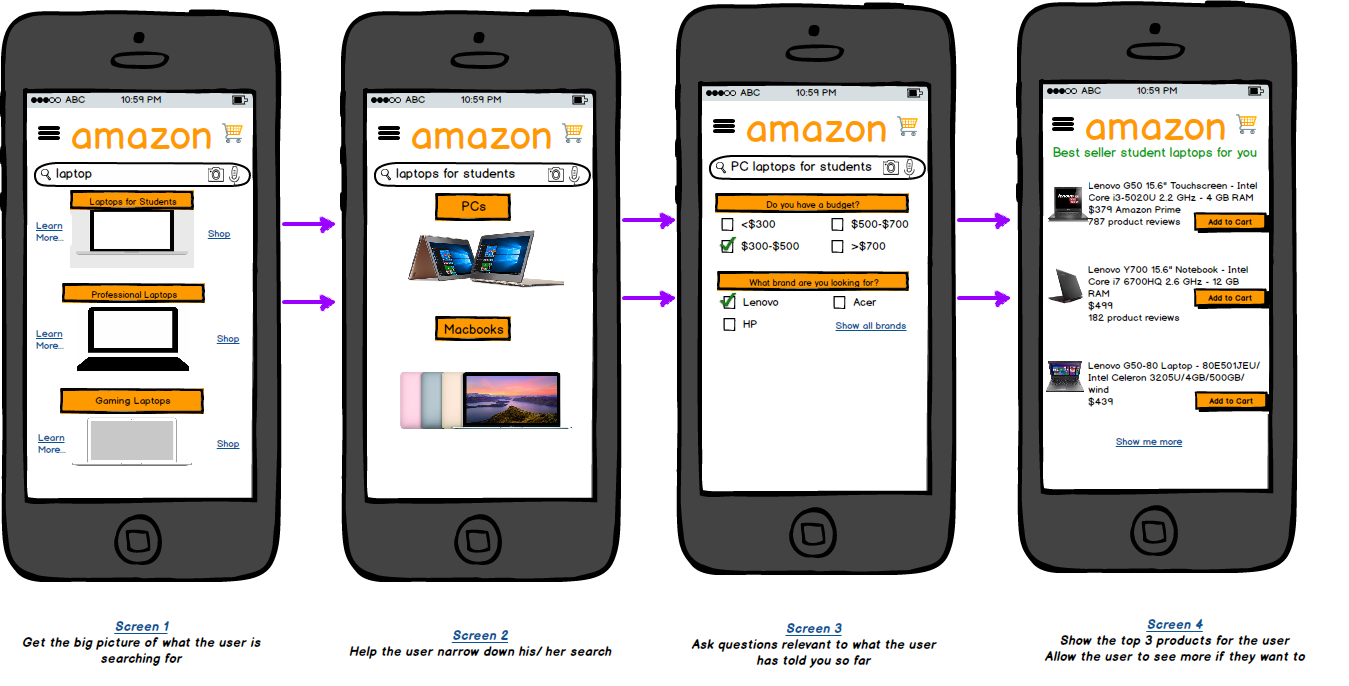 ABC 10:59 PM
amazon
laptop
Laptops for Students
Learn
More...
Shop
Professional Laptops
Learn
More...
Shop
Gaming Laptops
Learn
More...
Shop
Screen 1
Get the big picture of what the user is
searching for
ABC 10:59 PM
amazon
laptops for students
PCs
Macbooks
Screen 2
Help the user narrow down his/ her search
ABC 10:59 PM
amazon
PC laptops for students
Do you have a budget?
<$300 $500-$700
$300-$500 >$700
What brand are you looking for?
Lenovo Acer
HP Show all brands
Screen 3
Ask questions relevant to what the user
has told you so far
ABC 10:59 PM
amazon
Best seller student laptops for you
Lenovo G50 15.6" Touchscreen - Intel
Core i3-5020U 2.2 GHz - 4 GB RAM
$379 Amazon Prime
787 product reviews
Add to Cart
Lenovo Y700 15.6" Notebook - Intel
Core i7 6700HQ 2.6 GHz - 12 GB
RAM
$499
Add to Cart
182 product reviews
Lenovo G50-80 Laptop - 80E501JEU/
Intel Celeron 3205U/4GB/500GB/
wind
$439
Add to Cart
Show me more
Screen 4
Show the top 3 products for the user
Allow the user to see more if they want to